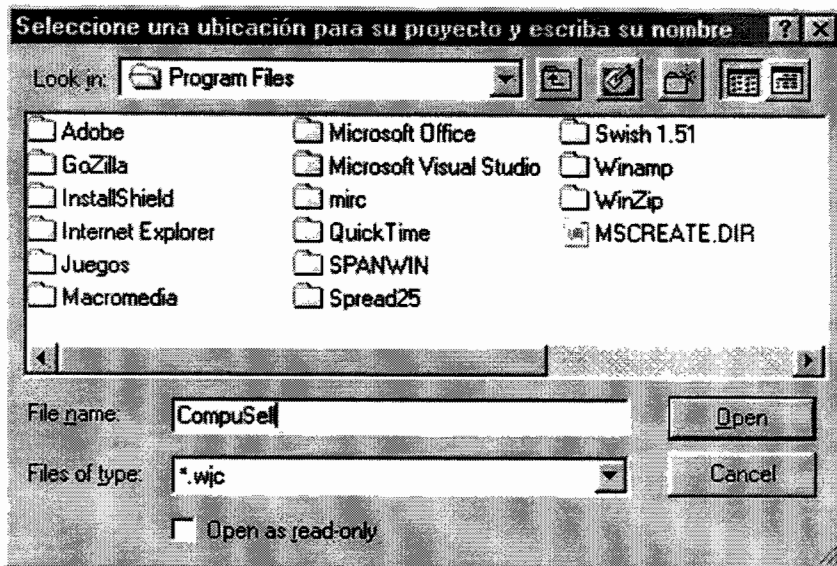 Seleccione una ubicación para su proyecto y escriba su nombre
Look in: Program Files
Adobe
GoZilla
InstallShield
Internet Explorer
Juegos
Macromedia
Microsoft Office
Microsoft Visual Studio
mirc
QuickTime
SPANWIN
Spread25
Swish 1.51
Winamp
WinZip
MSCREATE.DIR
File name: CompuSell
Open
Files of type: *.wjc
Cancel
Open as read-only